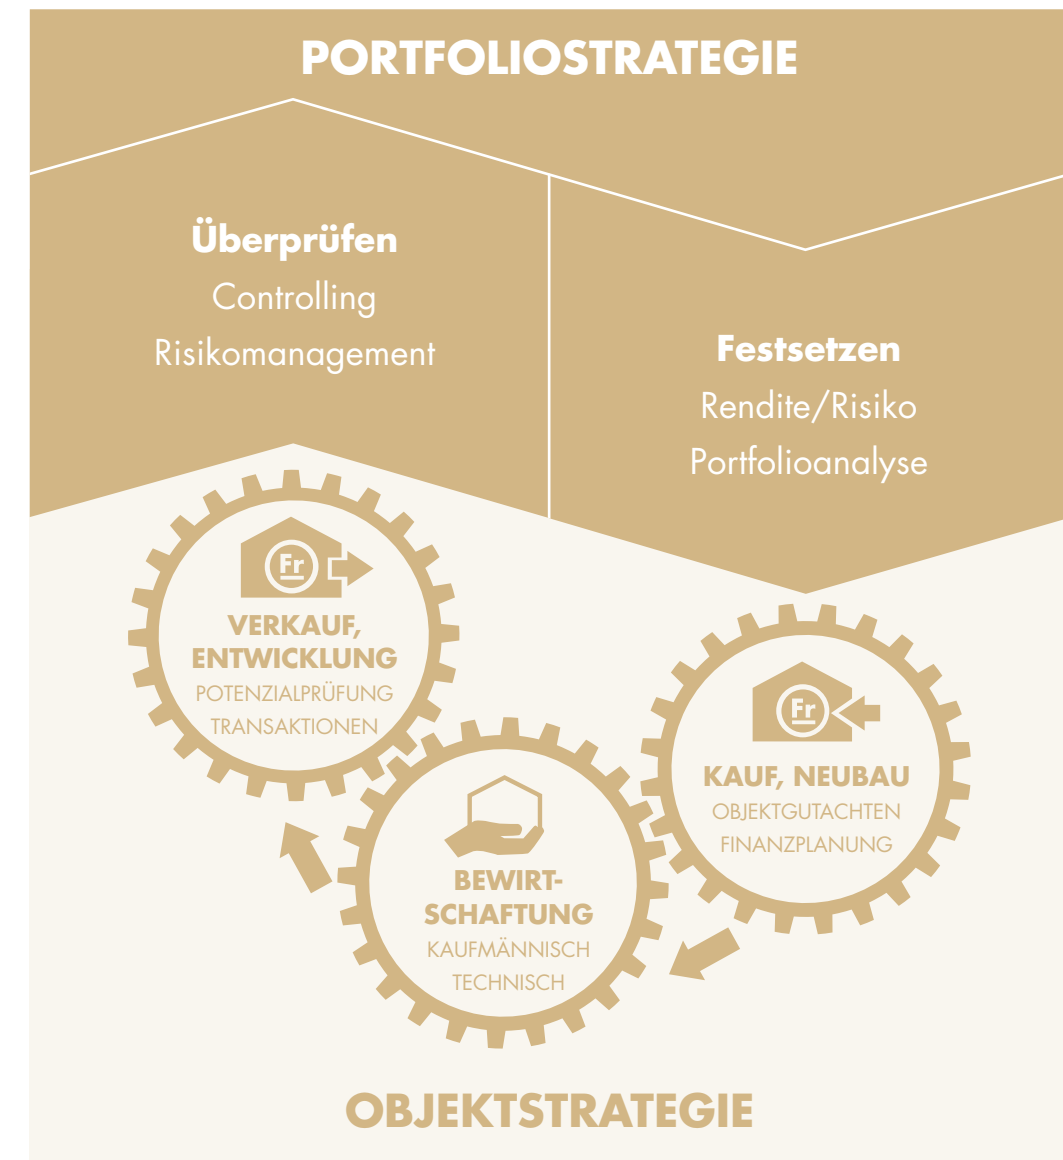 PORTFOLIOSTRATEGIE
Überprüfen
Controlling
Risikomanagement
Festsetzen
Rendite/Risiko
Portfolioanalyse
Fr
VERKAUF,
ENTWICKLUNG
POTENZIALPRÜFUNG
TRANSAKTIONEN
Fr
KAUF, NEUBAU
OBJEKTGUTACHTEN
FINANZPLANUNG
BEWIRT-
SCHAFTUNG
KAUFMÄNNISCH
TECHNISCH
OBJEKTSTRATEGIE